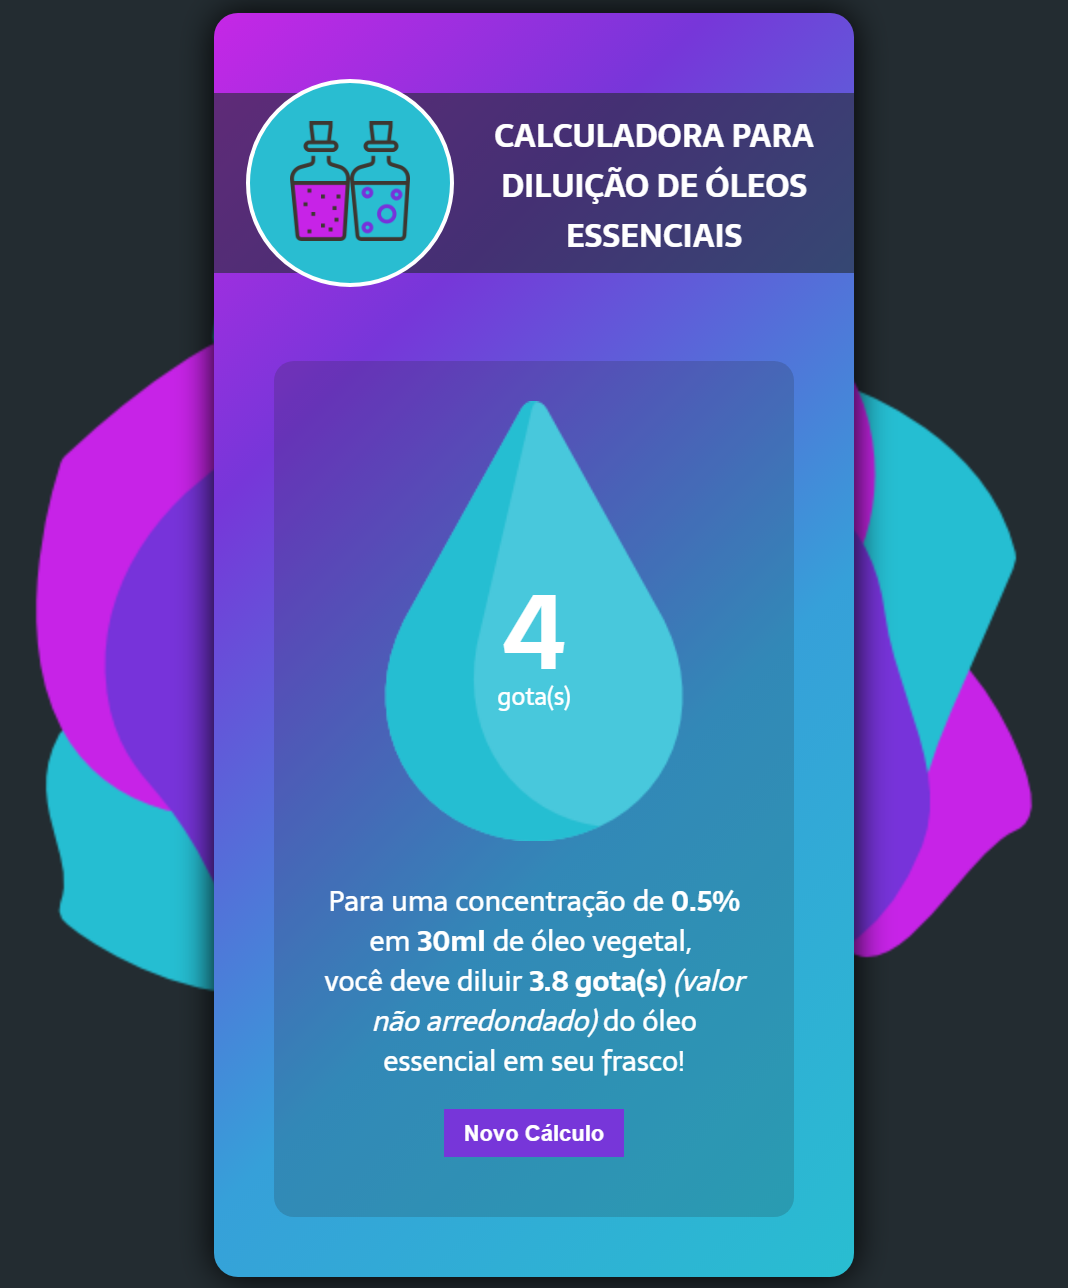 CALCULADORA PARA
DILUIÇÃO DE ÓLEOS
ESSENCIAIS
4
gota(s)
Para uma concentração de 0.5%
em 30ml de óleo vegetal,
você deve diluir 3.8 gota(s) (valor
não arredondado) do óleo
essencial em seu frasco!
Novo Cálculo